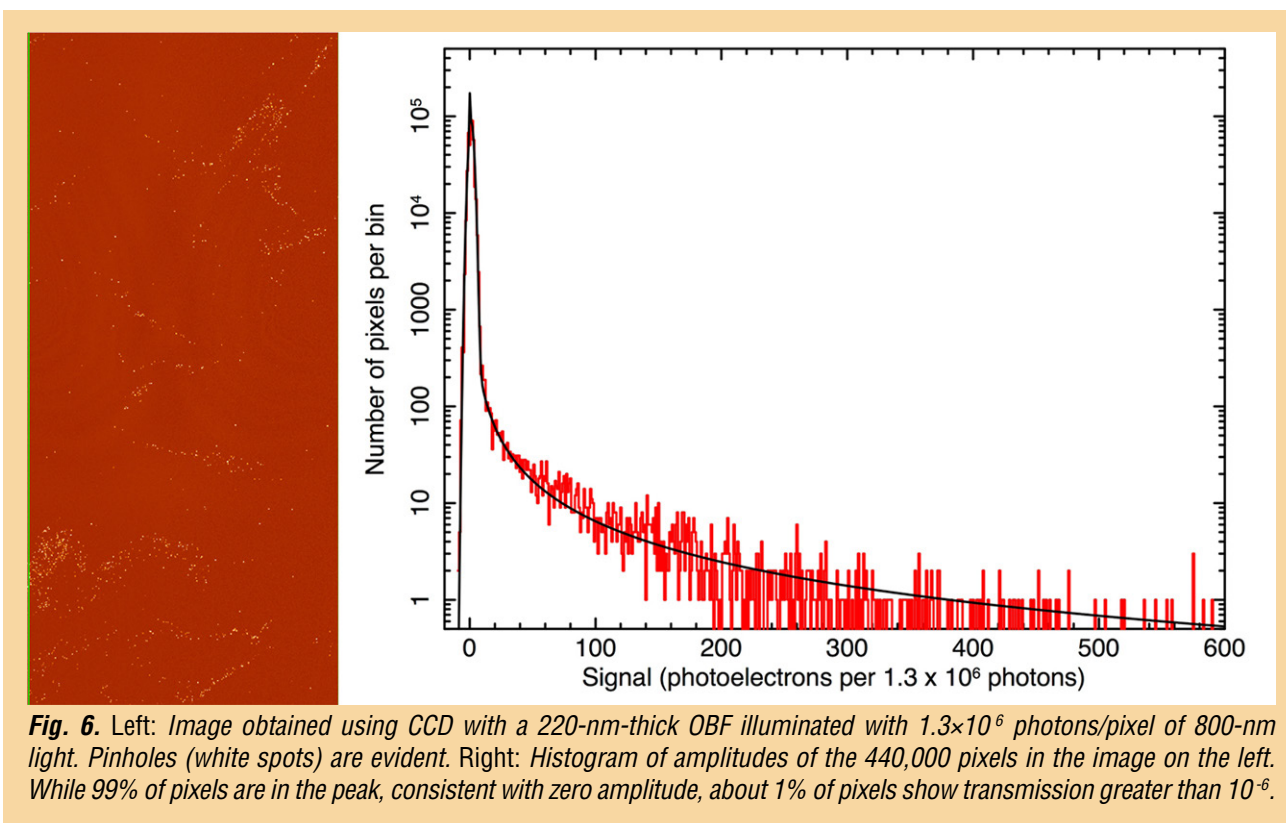 10⁵
10⁴
1000
100
10
1
Number of pixels per bin
0 100 200 300 400 500 600
Signal (photoelectrons per 1.3 x 10⁶ photons)
Fig. 6. Left: Image obtained using CCD with a 220-nm-thick OBF illuminated with 1.3×10⁶ photons/pixel of 800-nm
light. Pinholes (white spots) are evident. Right: Histogram of amplitudes of the 440,000 pixels in the image on the left.
While 99% of pixels are in the peak, consistent with zero amplitude, about 1% of pixels show transmission greater than 10⁻⁶.